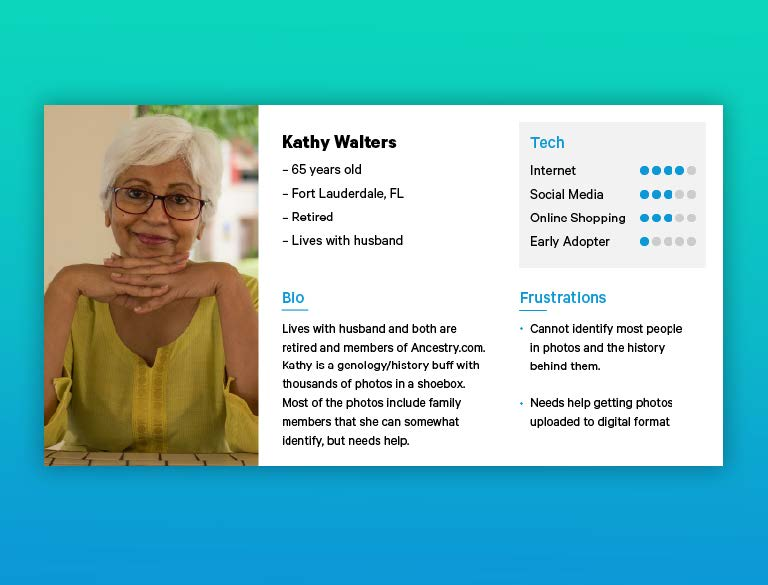 Kathy Walters
– 65 years old
– Fort Lauderdale, FL
– Retired
– Lives with husband
Tech
Internet
Social Media
Online Shopping
Early Adopter
Bio
Lives with husband and both are
retired and members of Ancestry.com.
Kathy is a genology/history buff with
thousands of photos in a shoebox.
Most of the photos include family
members that she can somewhat
identify, but needs help.
Frustrations
• Cannot identify most people
in photos and the history
behind them.
• Needs help getting photos
uploaded to digital format